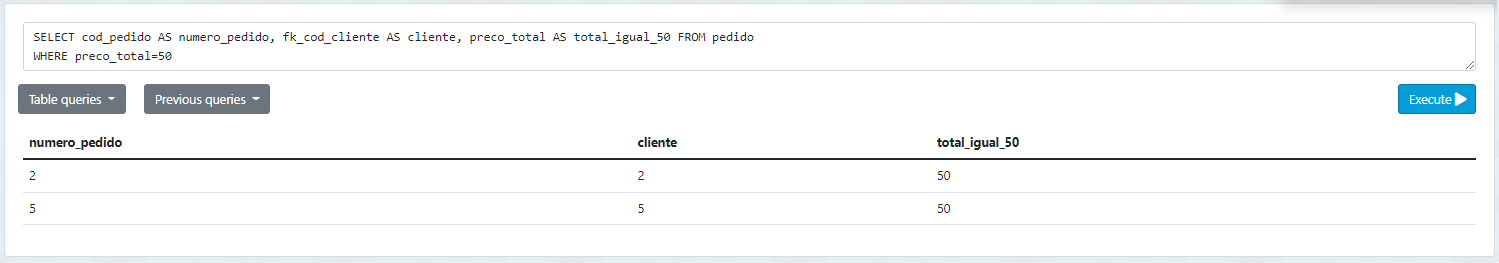 SELECT cod_pedido AS numero_pedido, fk_cod_cliente AS cliente, preco_total AS total_igual_50 FROM pedido
WHERE preco_total=50
Table queries Previous queries Execute
numero_pedido cliente total_igual_50
2 2 50
5 5 50